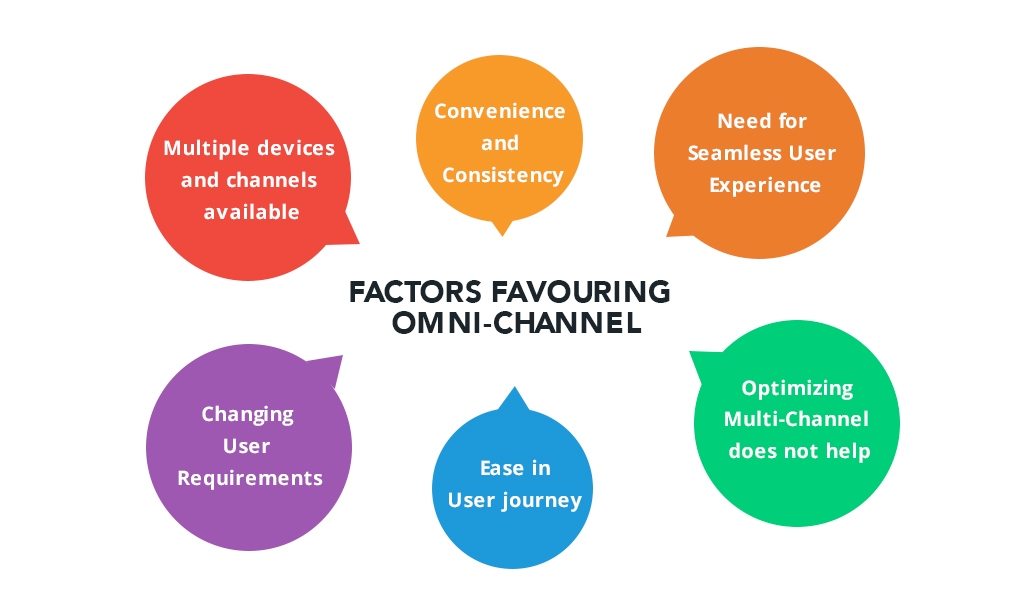 Multiple devices
and channels
available
Convenience
and
Consistency
Need for
Seamless User
Experience
FACTORS FAVOURING
OMNI-CHANNEL
Changing
User
Requirements
Ease in
User journey
Optimizing
Multi-Channel
does not help